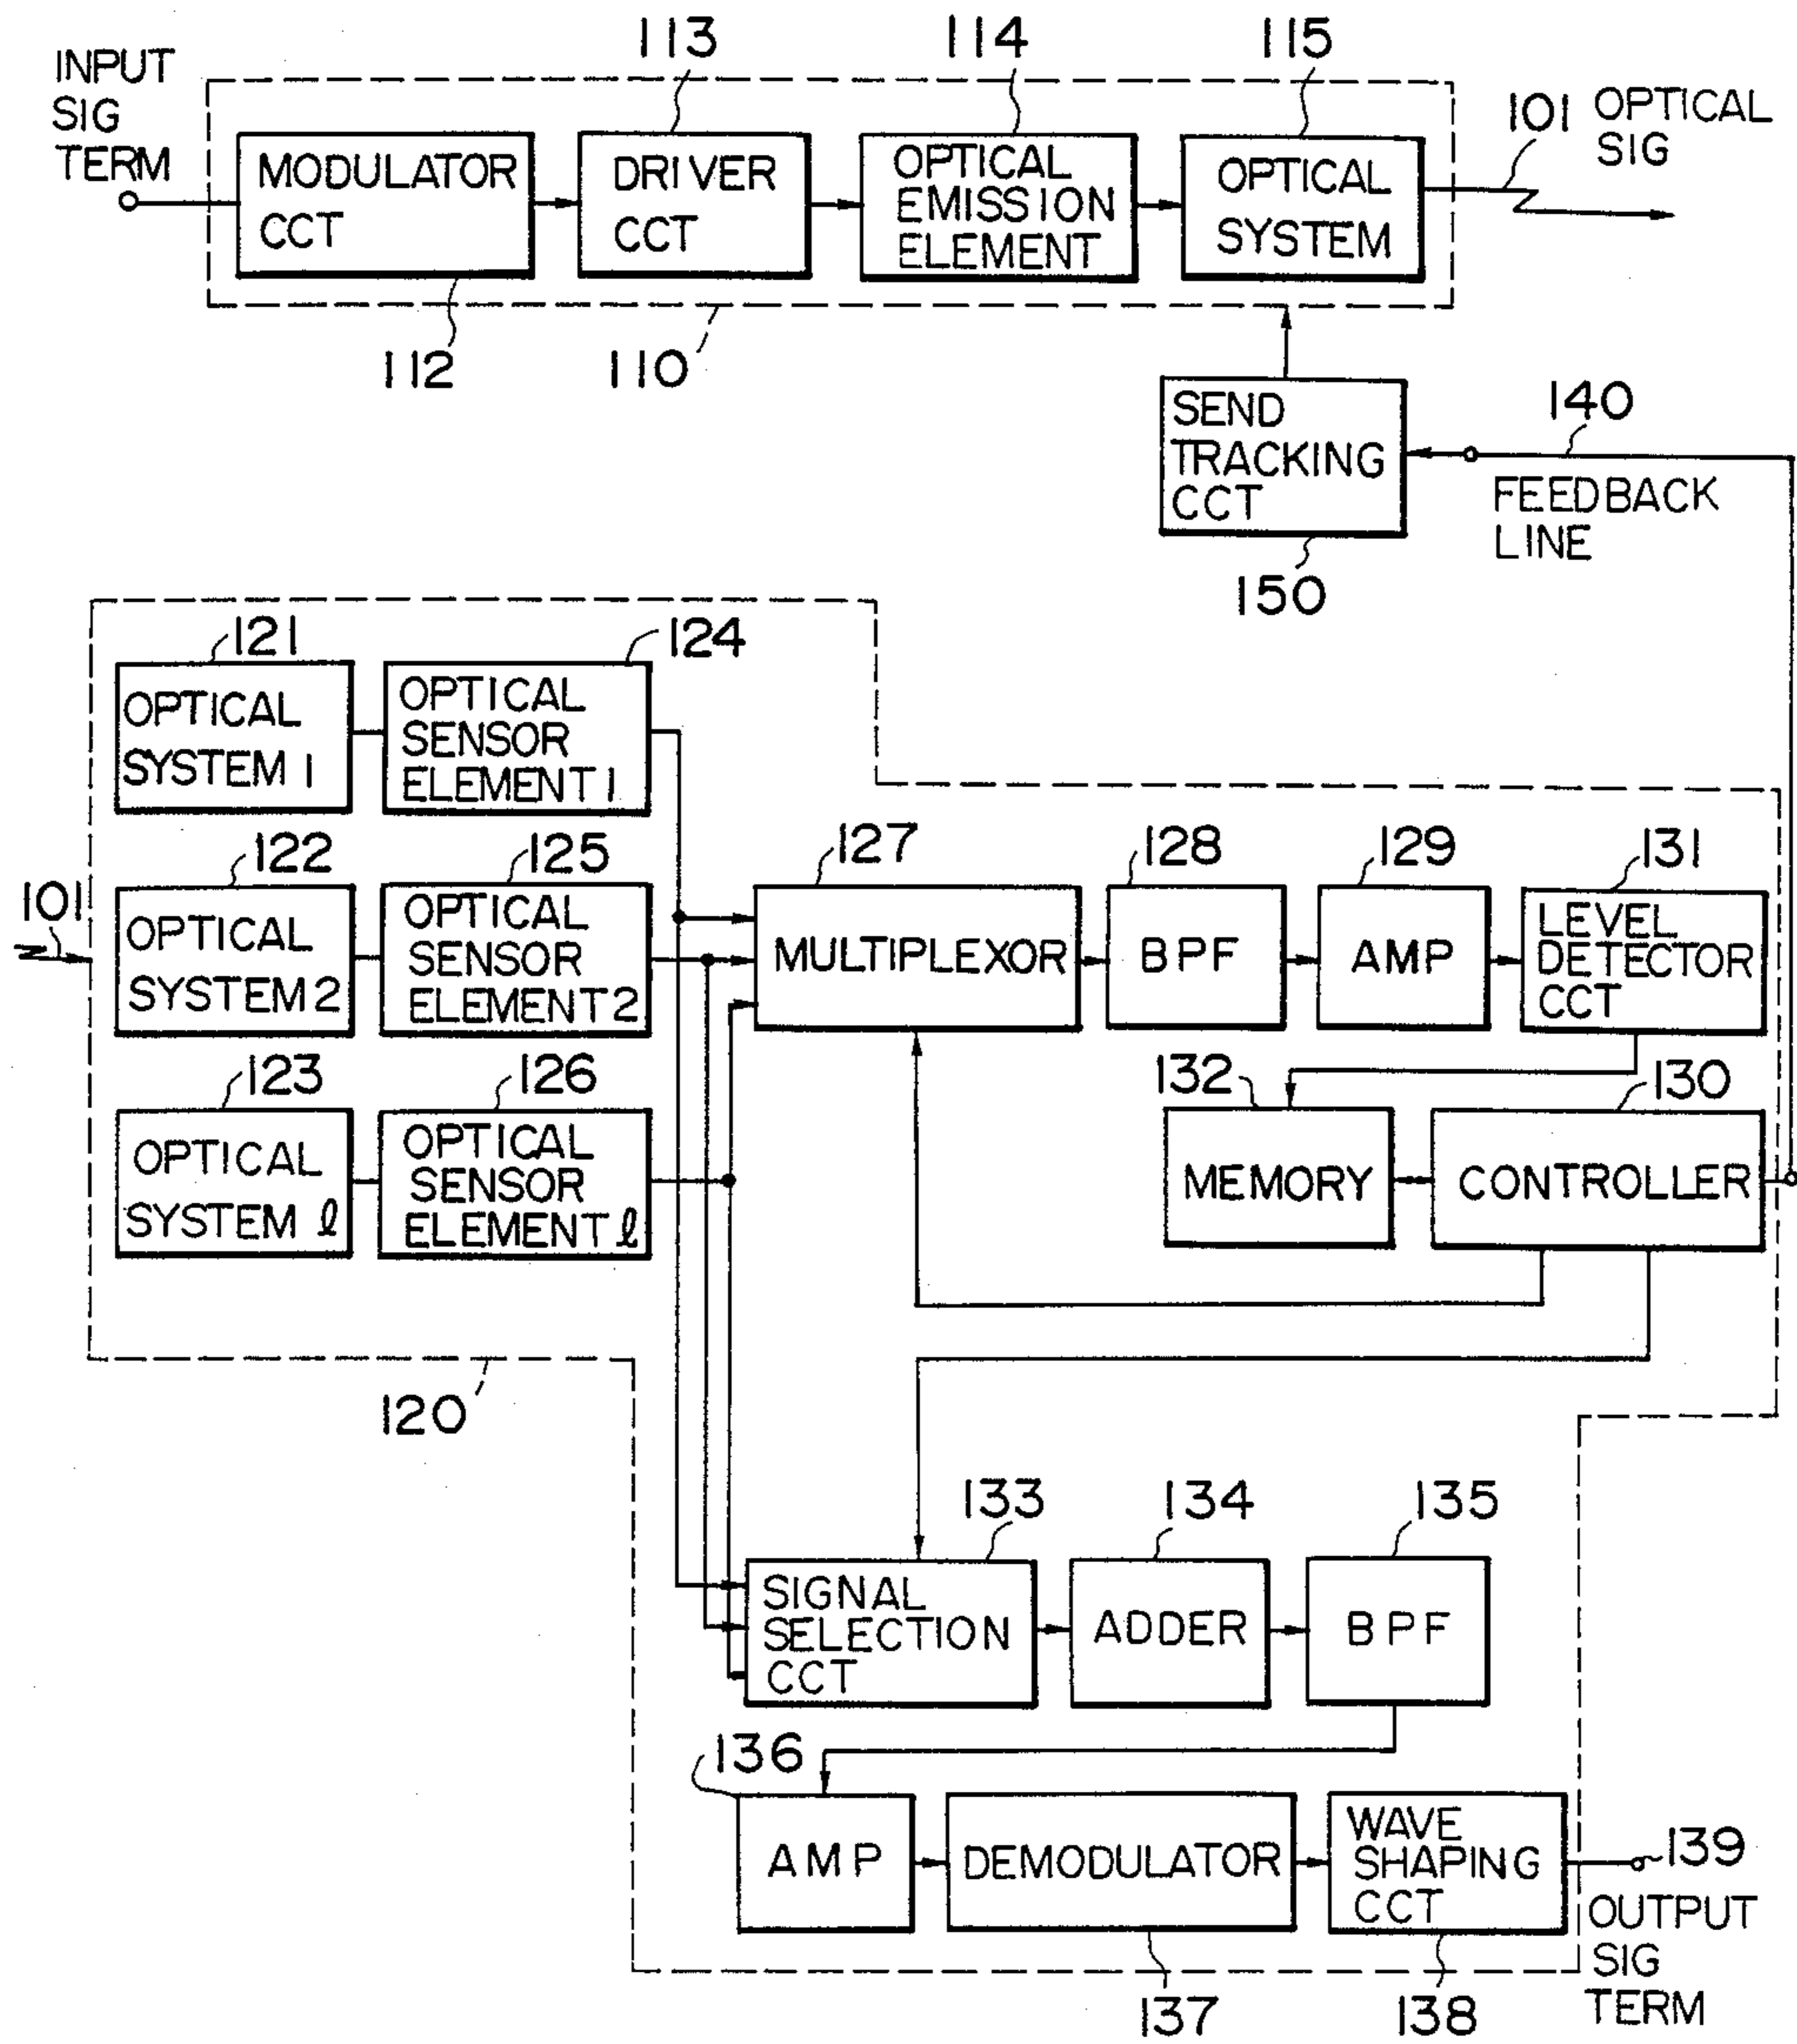 113
114
115
INPUT
SIG
TERM
101
OPTICAL
SIG
MODULATOR
CCT
DRIVER
CCT
OPTICAL
EMISSION
ELEMENT
OPTICAL
SYSTEM
112
110
SEND
TRACKING
CCT
140
FEEDBACK
LINE
150
121
124
OPTICAL
SYSTEM 1
OPTICAL
SENSOR
ELEMENT 1
122
125
127
128
129
131
101
OPTICAL
SYSTEM 2
OPTICAL
SENSOR
ELEMENT 2
MULTIPLEXOR
BPF
AMP
LEVEL
DETECTOR
CCT
123
126
132
130
OPTICAL
SYSTEM ℓ
OPTICAL
SENSOR
ELEMENT ℓ
MEMORY
CONTROLLER
120
133
134
135
SIGNAL
SELECTION
CCT
ADDER
BPF
136
AMP
DEMODULATOR
WAVE
SHAPING
CCT
139
OUTPUT
SIG
TERM
137
138